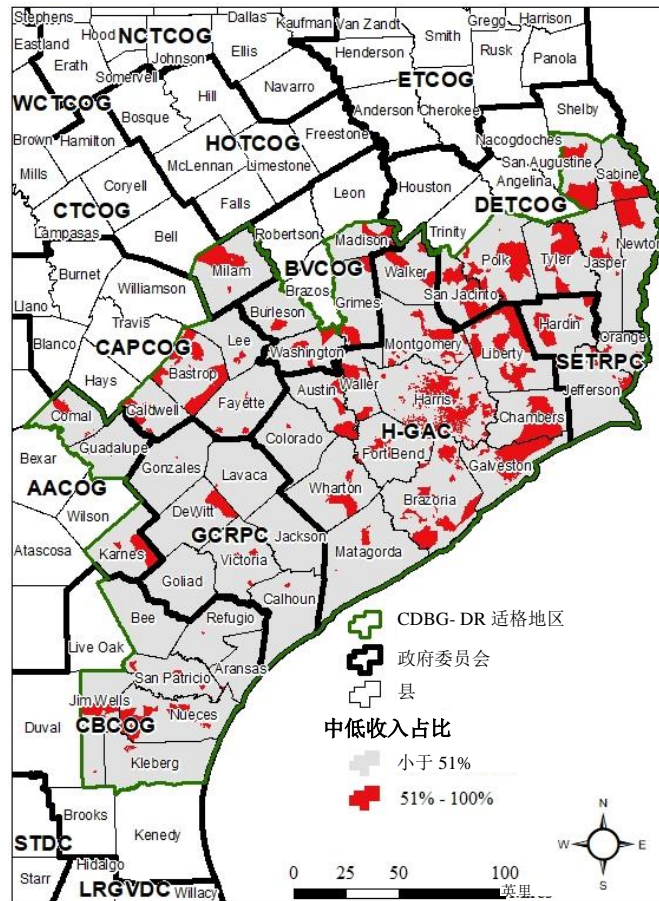 Stephens
Hood
NCTCOG
Dallas
Kaufman
Van Zandt
Gregg
Harrison
Eastland
Erath
Johnson
Ellis
Smith
Rusk
Henderson
Panola
Somervell
Navarro
ETCOG
WCTCOG
Hill
Bosque
Anderson
Cherokee
Shelby
Brown
Hamilton
HOTCOG
Freestone
Nacogdoches
McLennan
Limestone
San Augustine
Mills
Coryell
Leon
Houston
Angelina
Sabine
CTCOG
Falls
DETCOG
Lampasas
Bell
Robertson
Madison
Trinity
Newton
Burnet
Milam
BVCOG
Walker
Polk
Tyler
Jasper
Williamson
Brazos
Grimes
San Jacinto
Llano
Burleson
Hardin
Travis
Lee
Washington
Montgomery
Liberty
Orange
Blanco
CAPCOG
Bastrop
SETRPC
Hays
Austin
Waller
Harris
Jefferson
Comal
Caldwell
Fayette
Chambers
Colorado
H-GAC
Guadalupe
Fort Bend
Bexar
Gonzales
Lavaca
Galveston
AACOG
Wharton
Brazoria
Wilson
DeWitt
GCRPC
Jackson
Atascosa
Karnes
Victoria
Matagorda
Goliad
Calhoun
Bee
Refugio
CDBG- DR 适格地区
Live Oak
政府委员会
Aransas
San Patricio
县
Jim Wells
中低收入占比
Duval
Nueces
CBCOG
小于 51%
Kleberg
51% - 100%
Brooks
N
STDC
Kenedy
W
E
Hidalgo
S
Starr
LRGVDC
Willacy
0 25 50 100
英里